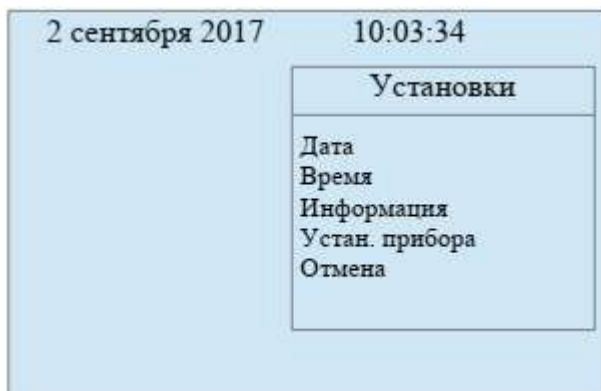 2 сентября 2017 10:03:34
Установки
Дата
Время
Информация
Устан. прибора
Отмена